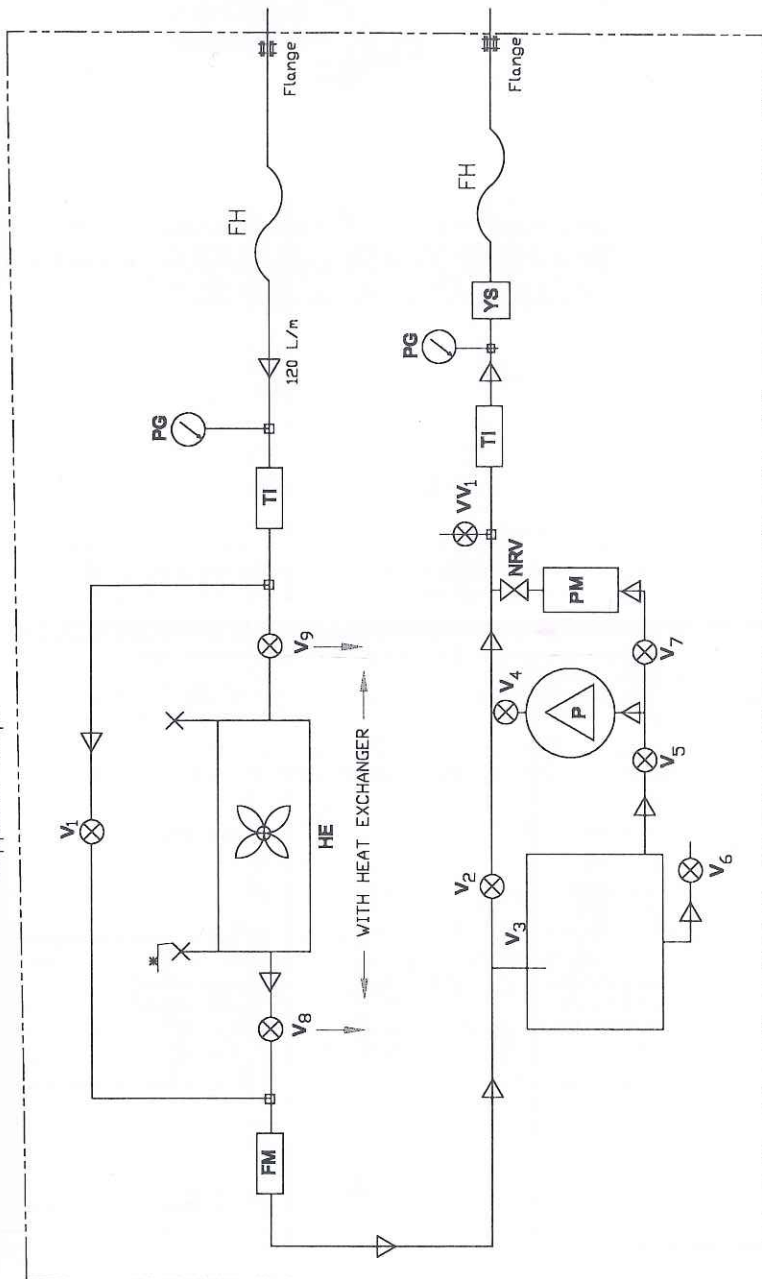 Flange
FH
120 L/m
PG
TI
V1
V9
HE
WITH HEAT EXCHANGER
V8
FM
Flange
FH
YS
PG
TI
VV1
NRV
PM
V4
P
V7
V5
V2
V3
V6